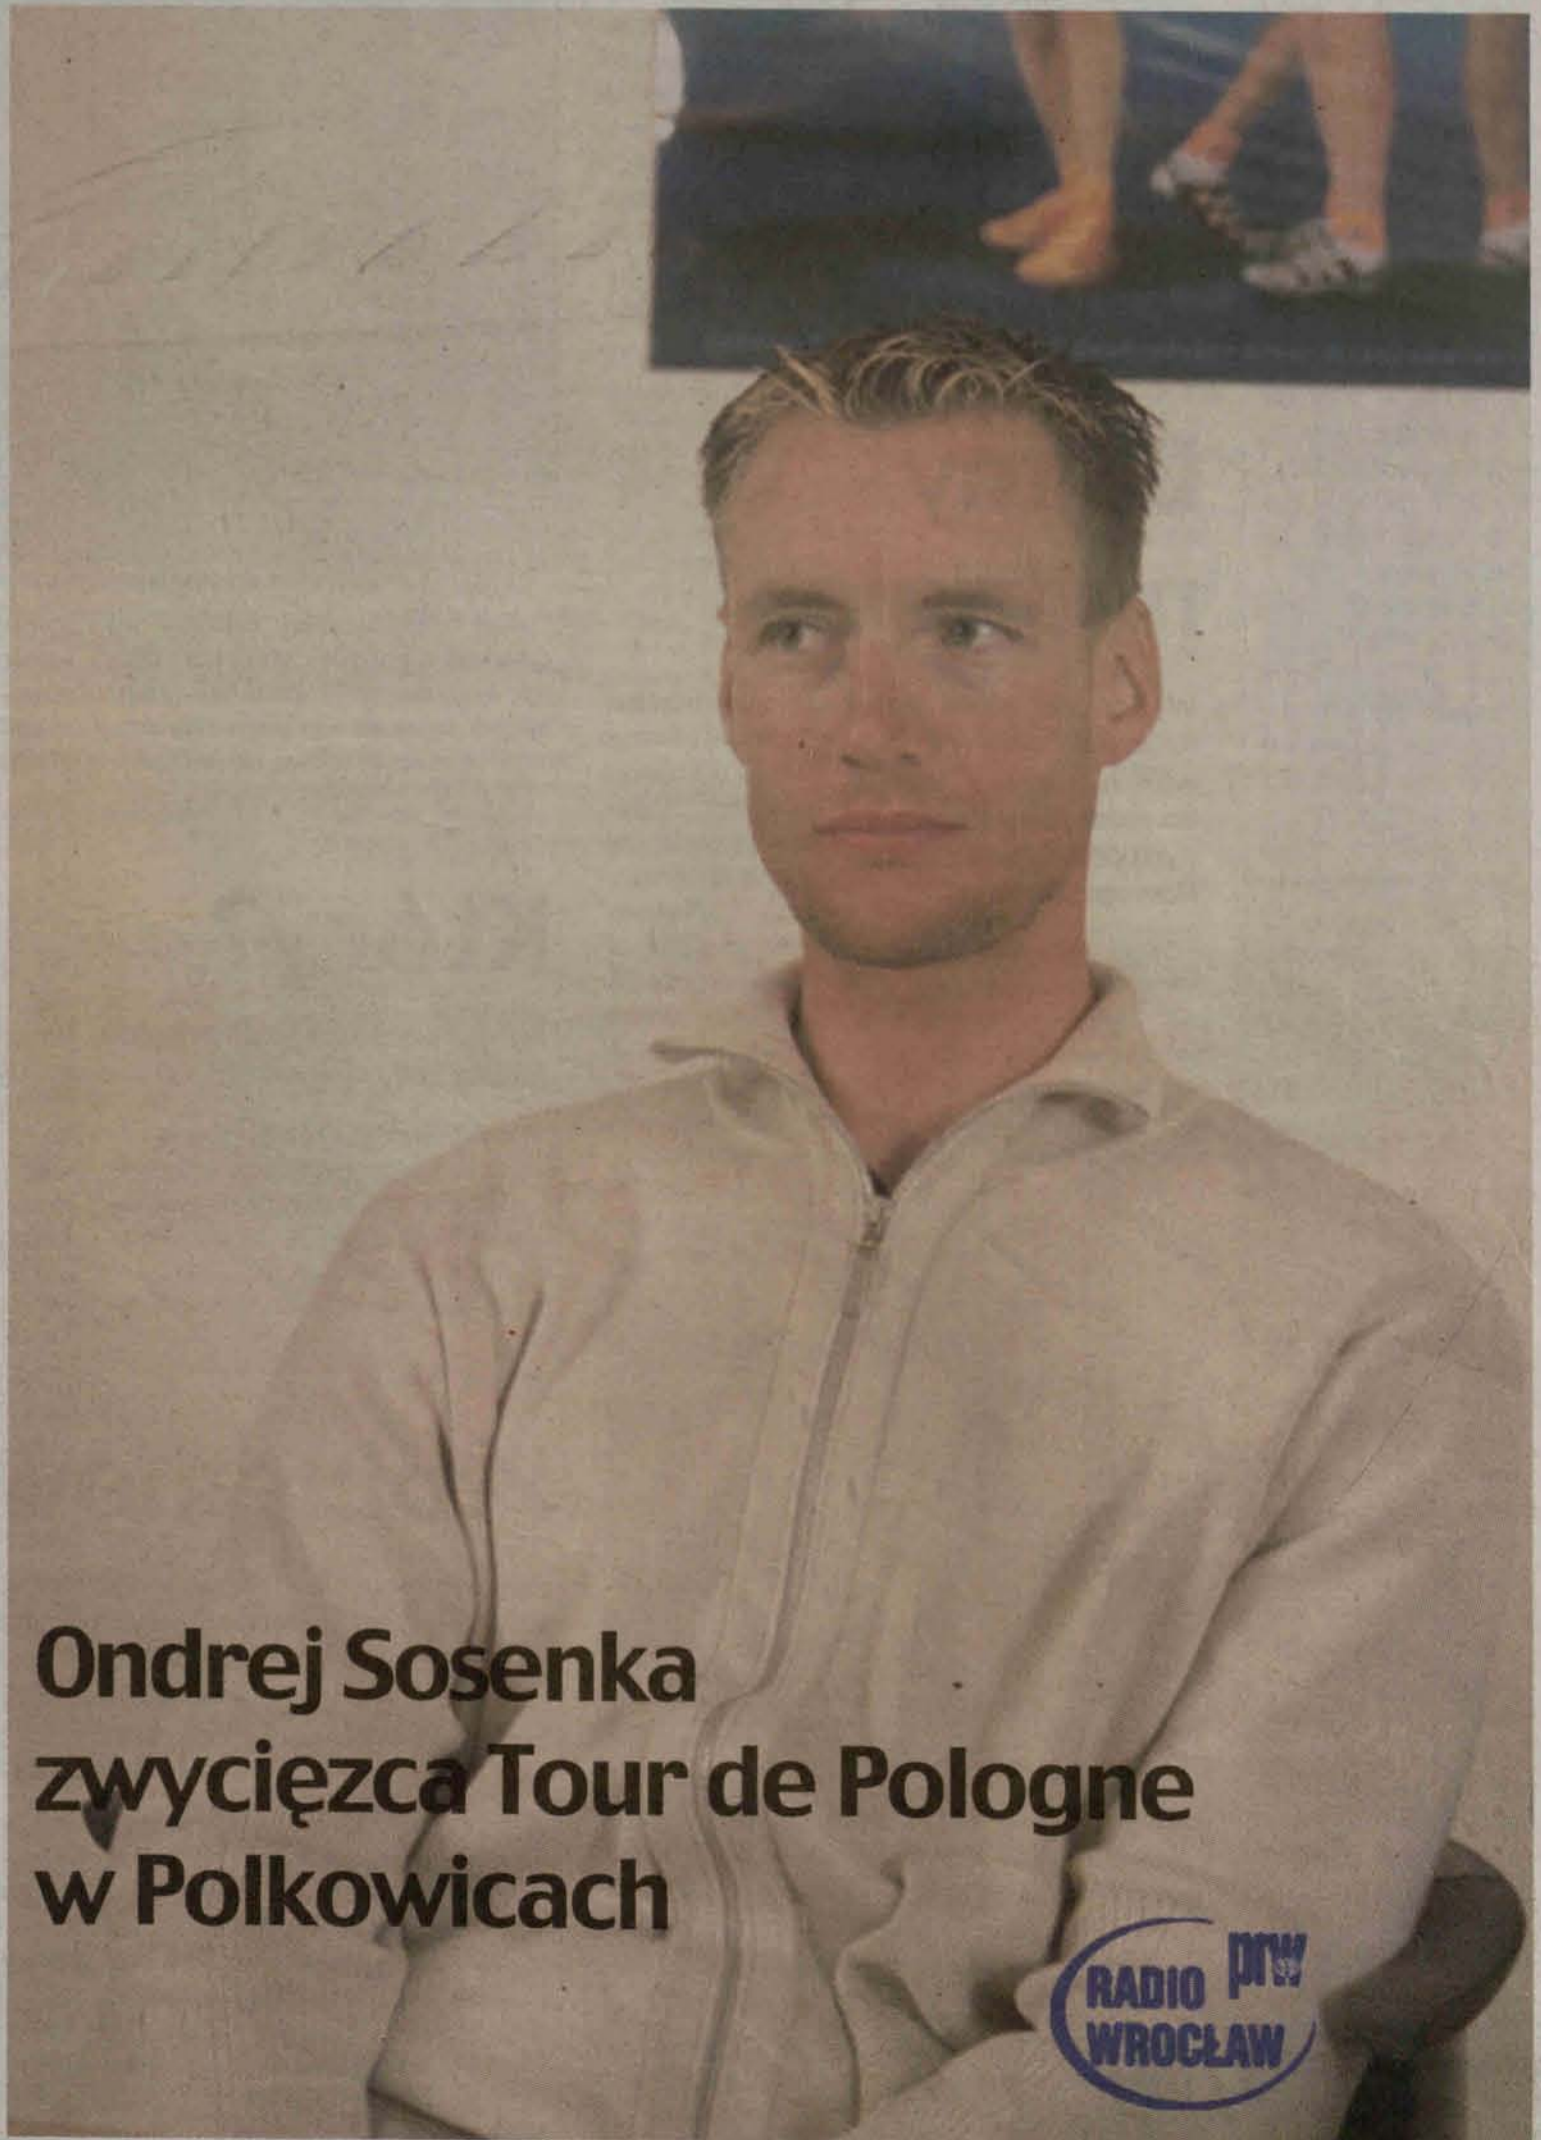 Ondrej Sosenka
zwycięzca Tour de Pologne
w Polkowicach
RADIO prw
WROCŁAW